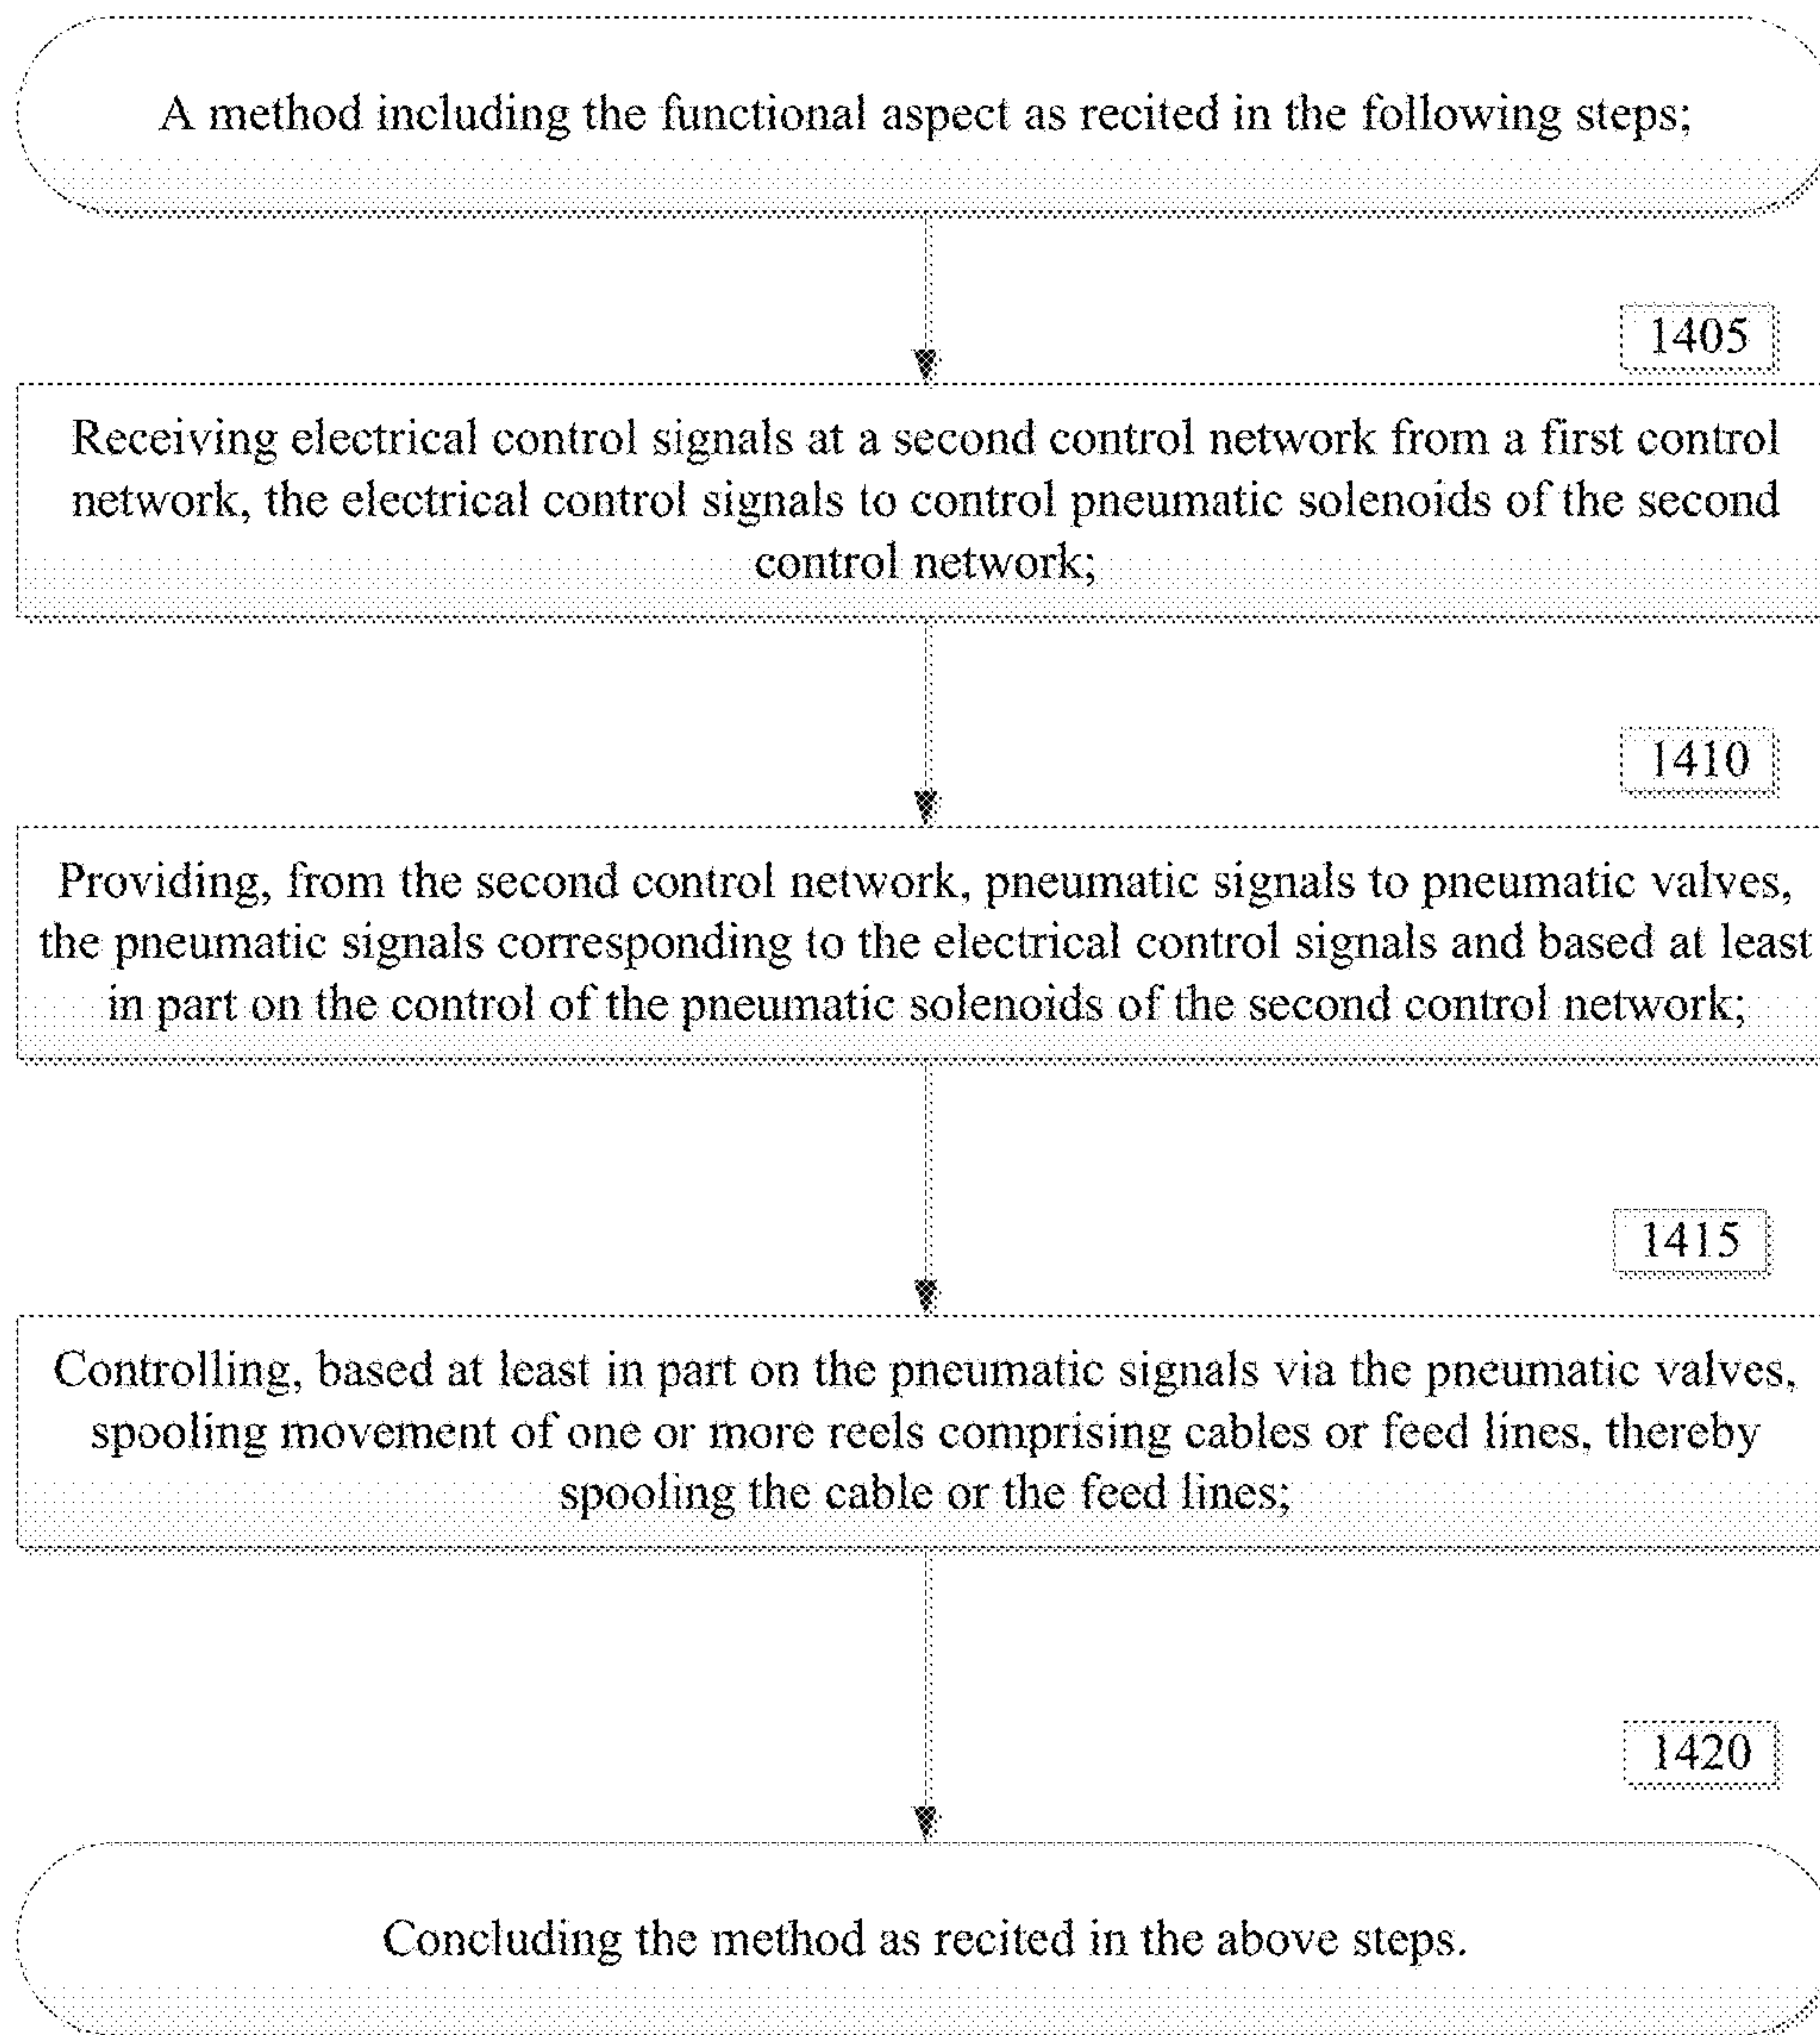 A method including the functional aspect as recited in the following steps;
1405
Receiving electrical control signals at a second control network from a first control
network, the electrical control signals to control pneumatic solenoids of the second
control network;
1410
Providing, from the second control network, pneumatic signals to pneumatic valves,
the pneumatic signals corresponding to the electrical control signals and based at least
in part on the control of the pneumatic solenoids of the second control network;
1415
Controlling, based at least in part on the pneumatic signals via the pneumatic valves,
spooling movement of one or more reels comprising cables or feed lines, thereby
spooling the cable or the feed lines;
1420
Concluding the method as recited in the above steps.